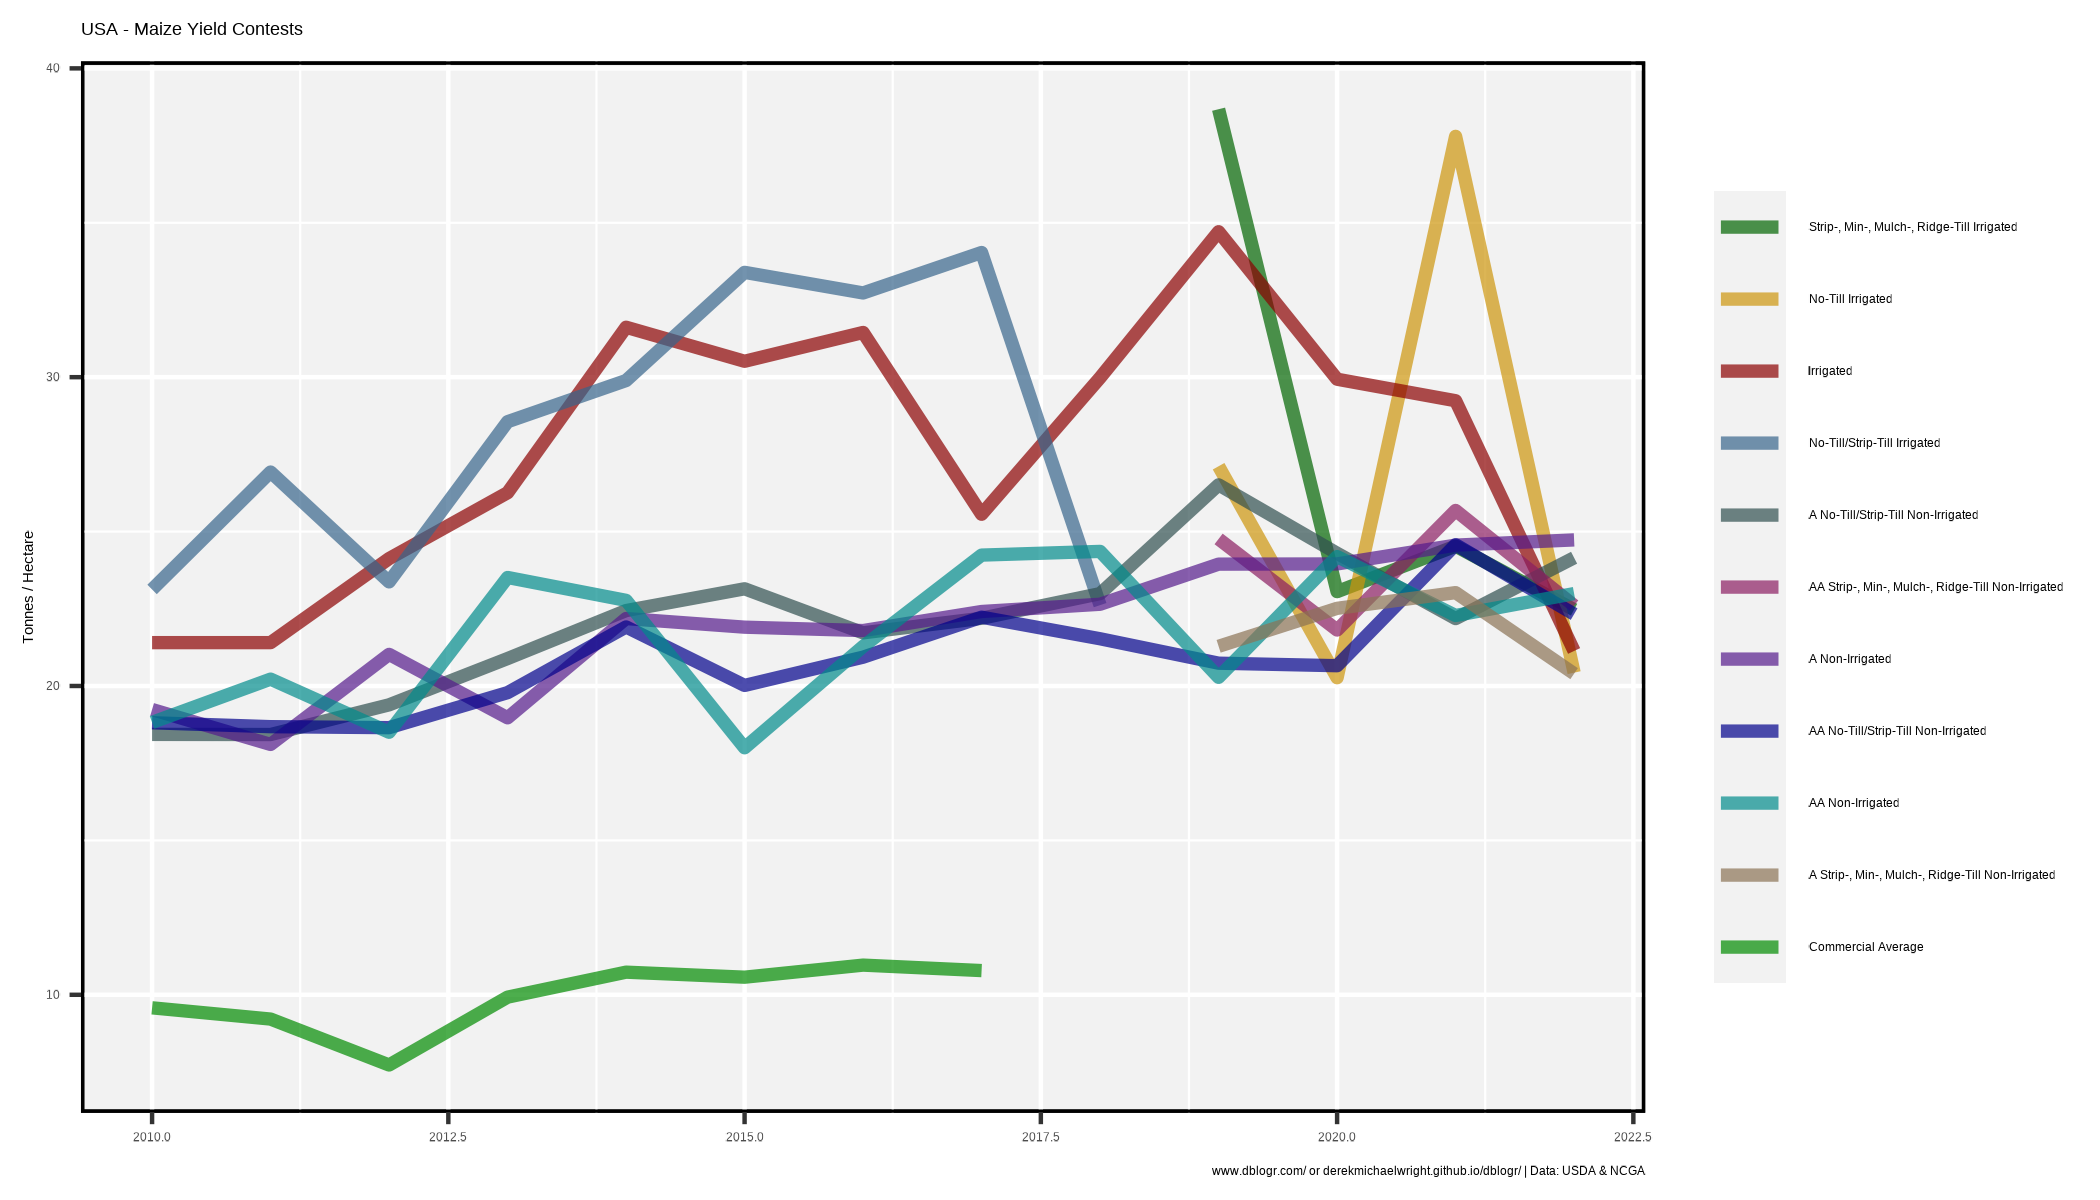 USA - Maize Yield Contests
40
30
20
10
Tonnes / Hectare
2010.0
2012.5
2015.0
2017.5
2020.0
2022.5
Strip-, Min-, Mulch-, Ridge-Till Irrigated
No-Till Irrigated
Irrigated
No-Till/Strip-Till Irrigated
A No-Till/Strip-Till Non-Irrigated
AA Strip-, Min-, Mulch-, Ridge-Till Non-Irrigated
A Non-Irrigated
AA No-Till/Strip-Till Non-Irrigated
AA Non-Irrigated
A Strip-, Min-, Mulch-, Ridge-Till Non-Irrigated
Commercial Average
www.dblogr.com/ or derekmichaelwright.github.io/dblogr/ | Data: USDA & NCGA